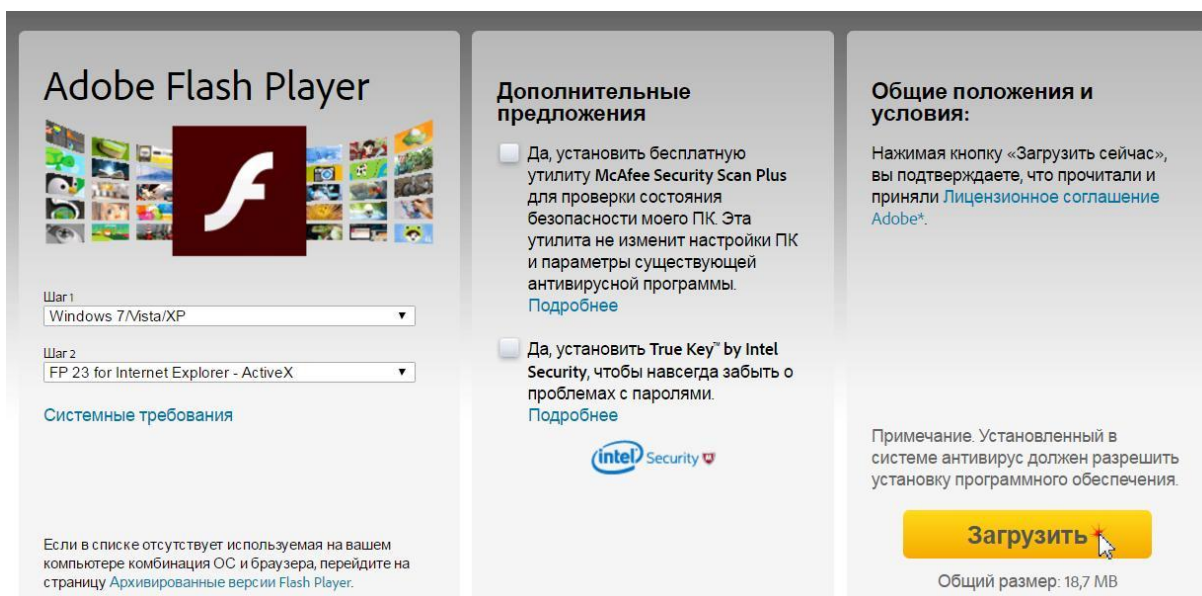 Adobe Flash Player
Шаг 1
Windows 7/Vista/XP
Шаг 2
FP 23 for Internet Explorer - ActiveX
Системные требования
Если в списке отсутствует используемая на вашем
компьютере комбинация ОС и браузера, перейдите на
страницу Архивированные версии Flash Player.
Дополнительные
предложения
Да, установить бесплатную
утилиту McAfee Security Scan Plus
для проверки состояния
безопасности моего ПК. Эта
утилита не изменит настройки ПК
и параметры существующей
антивирусной программы.
Подробнее
Да, установить True Key™ by Intel
Security, чтобы навсегда забыть о
проблемах с паролями.
Подробнее
intel Security
Общие положения и
условия:
Нажимая кнопку «Загрузить сейчас»,
вы подтверждаете, что прочитали и
приняли Лицензионное соглашение
Adobe*.
Примечание. Установленный в
системе антивирус должен разрешить
установку программного обеспечения.
Загрузить
Общий размер: 18,7 MB